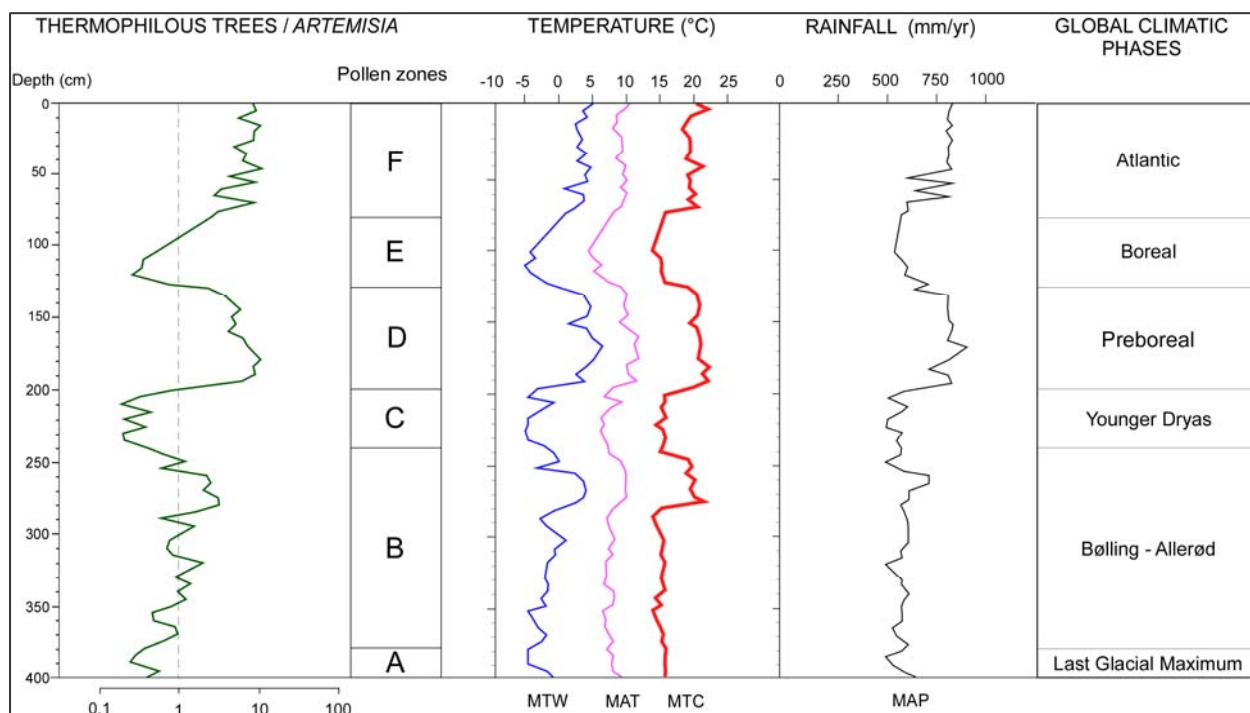 THERMOPHILOUS TREES / ARTEMISIA
TEMPERATURE (°C)
RAINFALL (mm/yr)
GLOBAL CLIMATIC
PHASES
Depth (cm)
Pollen zones
-10 -5 0 5 10 15 20 25
0 250 500 750 1000
0
50
100
150
200
250
300
350
400
F
E
D
C
B
A
Atlantic
Boreal
Preboreal
Younger Dryas
Bølling - Allerød
Last Glacial Maximum
0.1 1 10 100
MTW MAT MTC
MAP